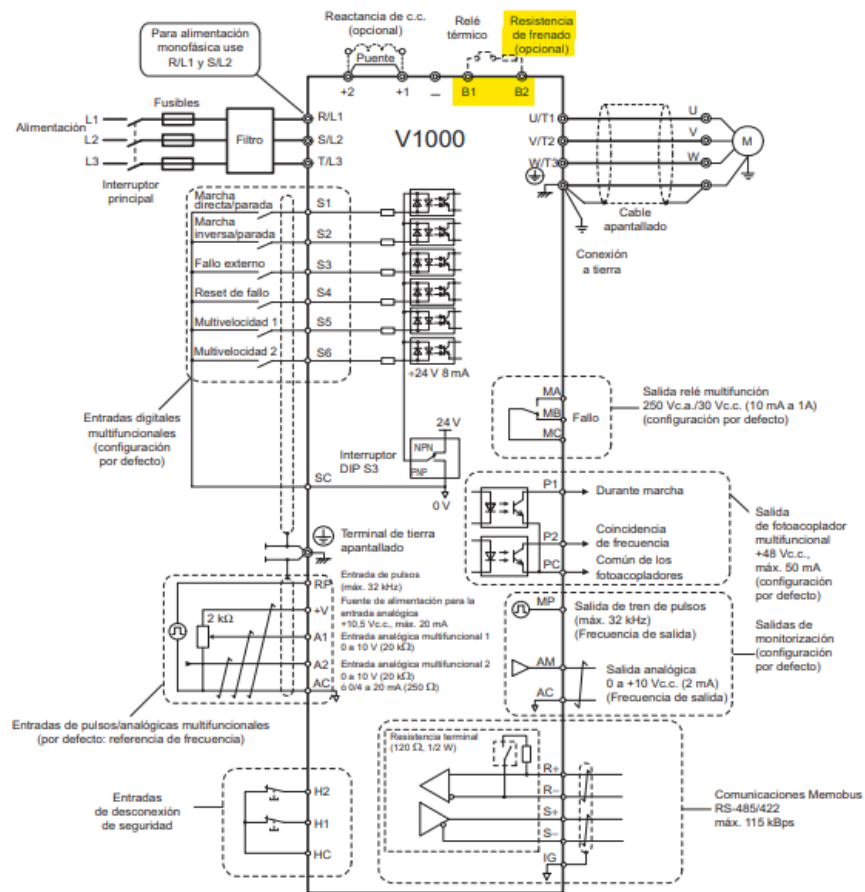 Reactancia de c.c.
(opcional)
Puente
Relé
térmico
Resistencia
de frenado
(opcional)
Para alimentación
monofásica use
R/L1 y S/L2
+2
+1
–
B1
B2
Fusibles
Alimentación
L1
L2
L3
Filtro
Interruptor
principal
R/L1
S/L2
T/L3
V1000
U/T1
V/T2
W/T3
U
V
W
M
Cable
apantallado
Conexión
a tierra
Marcha
directa/parada
S1
Marcha
inversa/parada
S2
Fallo externo
S3
Reset de fallo
S4
Multivelocidad 1
S5
Multivelocidad 2
S6
+24 V 8 mA
Entradas digitales
multifuncionales
(configuración
por defecto)
24 V
NPN
Interruptor
DIP S3
PNP
SC
0 V
MA
MB
MC
Fallo
Salida relé multifunción
250 Vc.a./30 Vc.c. (10 mA a 1A)
(configuración por defecto)
P1
Durante marcha
P2
Coincidencia
de frecuencia
PC
Común de los
fotoacopladores
Salida
de fotoacoplador
multifuncional
+48 Vc.c.,
máx. 50 mA
(configuración
por defecto)
Terminal de tierra
apantallado
RP
Entrada de pulsos
(máx. 32 kHz)
+V
Fuente de alimentación para la
entrada analógica
+10,5 Vc.c., máx. 20 mA
2 kΩ
A1
Entrada analógica multifuncional 1
0 a 10 V (20 kΩ)
A2
Entrada analógica multifuncional 2
0 a 10 V (20 kΩ)
ó 0/4 a 20 mA (250 Ω)
AC
Entradas de pulsos/analógicas multifuncionales
(por defecto: referencia de frecuencia)
MP
Salida de tren de pulsos
(máx. 32 kHz)
(Frecuencia de salida)
AM
Salida analógica
0 a +10 Vc.c. (2 mA)
(Frecuencia de salida)
AC
Salidas de
monitorización
(configuración
por defecto)
Resistencia terminal
(120 Ω, 1/2 W)
R+
R–
S+
S–
IG
Comunicaciones Memobus
RS-485/422
máx. 115 kBps
Entradas
de desconexión
de seguridad
H2
H1
HC